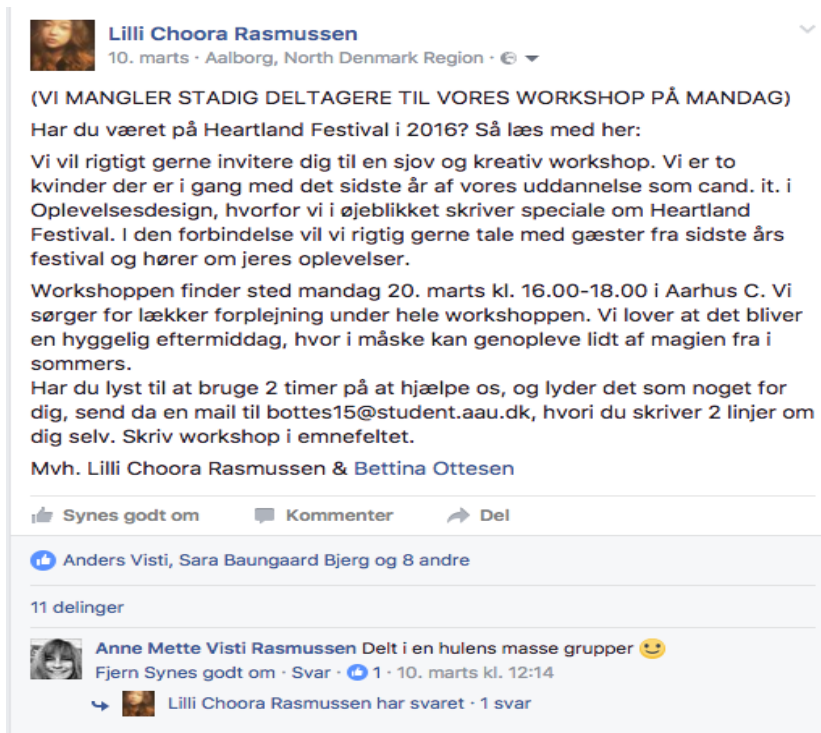 Lilli Choora Rasmussen
10. marts · Aalborg, North Denmark Region ·
(VI MANGLER STADIG DELTAGERE TIL VORES WORKSHOP PÅ MANDAG)
Har du været på Heartland Festival i 2016? Så læs med her:
Vi vil rigtigt gerne invitere dig til en sjov og kreativ workshop. Vi er to
kvinder der er i gang med det sidste år af vores uddannelse som cand. it. i
Oplevelsesdesign, hvorfor vi i øjeblikket skriver speciale om Heartland
Festival. I den forbindelse vil vi rigtig gerne tale med gæster fra sidste års
festival og hører om jeres oplevelser.
Workshoppen finder sted mandag 20. marts kl. 16.00-18.00 i Aarhus C. Vi
sørger for lækker forplejning under hele workshoppen. Vi lover at det bliver
en hyggelig eftermiddag, hvor i måske kan genopleve lidt af magien fra i
sommers.
Har du lyst til at bruge 2 timer på at hjælpe os, og lyder det som noget for
dig, send da en mail til bottes15@student.aau.dk, hvori du skriver 2 linjer om
dig selv. Skriv workshop i emnefeltet.
Mvh. Lilli Choora Rasmussen & Bettina Ottesen
Synes godt om Kommenter Del
Anders Visti, Sara Baungaard Bjerg og 8 andre
11 delinger
Anne Mette Visti Rasmussen Delt i en hulens masse grupper 🙂
Fjern Synes godt om · Svar · 1 · 10. marts kl. 12:14
Lilli Choora Rasmussen har svaret · 1 svar